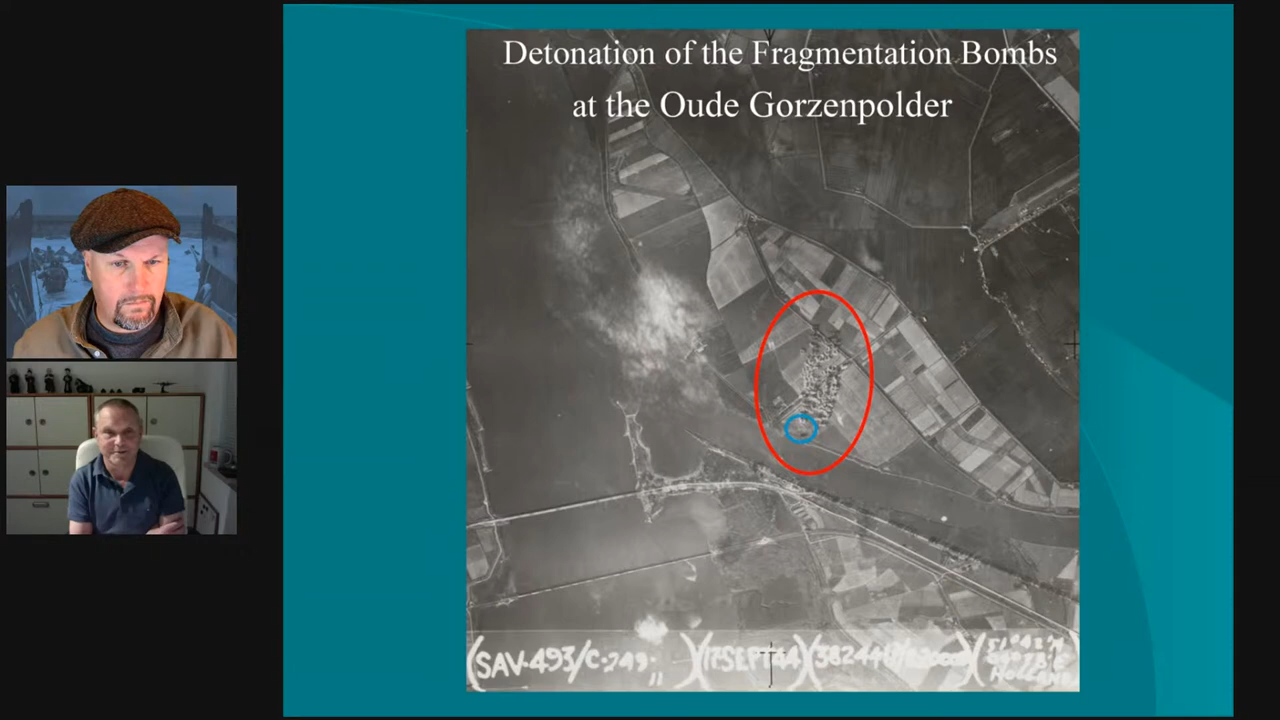 Detonation of the Fragmentation Bombs
at the Oude Gorzenpolder
(SAV-493/C-249 )(17SEPT44)(
HOLLAND